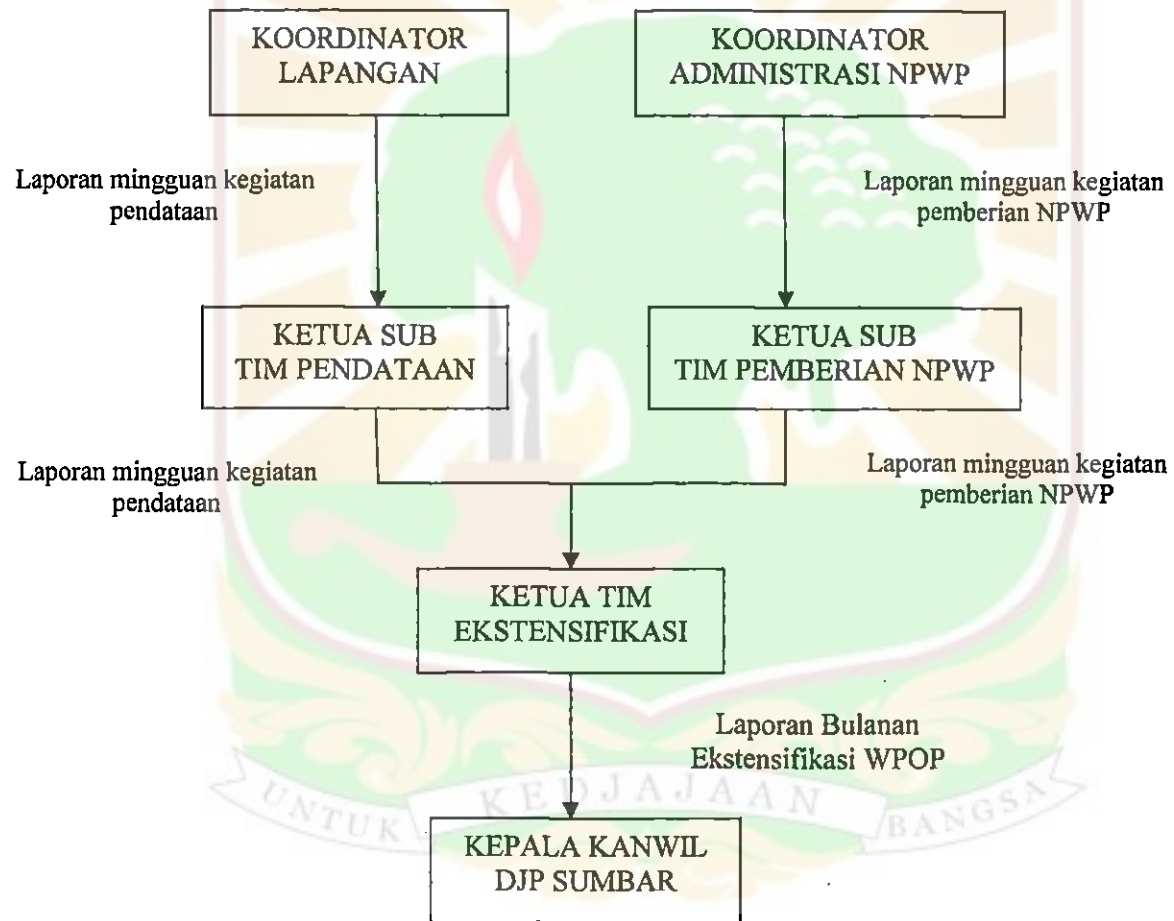 KOORDINATOR
LAPANGAN
KOORDINATOR
ADMINISTRASI NPWP
Laporan mingguan kegiatan
pendataan
Laporan mingguan kegiatan
pemberian NPWP
KETUA SUB
TIM PENDATAAN
KETUA SUB
TIM PEMBERIAN NPWP
Laporan mingguan kegiatan
pendataan
Laporan mingguan kegiatan
pemberian NPWP
KETUA TIM
EKSTENSIFIKASI
Laporan Bulanan
Ekstensifikasi WPOP
UNTUK KEDJAJAAN BANGSA
KEPALA KANWIL
DJP SUMBAR